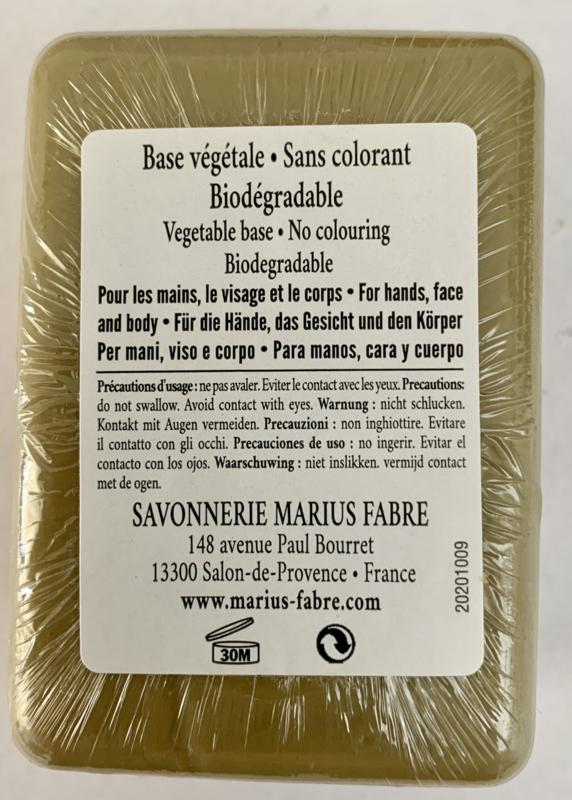 Base végétale • Sans colorant
Biodégradable
Vegetable base • No colouring
Biodegradable
Pour les mains, le visage et le corps • For hands, face
and body • Für die Hände, das Gesicht und den Körper
Per mani, viso e corpo • Para manos, cara y cuerpo
Précautions d'usage : ne pas avaler. Eviter le contact avec les yeux. Precautions:
do not swallow. Avoid contact with eyes. Warnung : nicht schlucken.
Kontakt mit Augen vermeiden. Precauzioni : non inghiottire. Evitare
il contatto con gli occhi. Precauciones de uso : no ingerir. Evitar el
contacto con los ojos. Waarschuwing : niet inslikken. vermijd contact
met de ogen.
SAVONNERIE MARIUS FABRE
148 avenue Paul Bourret
13300 Salon-de-Provence • France
www.marius-fabre.com
30M
20201009